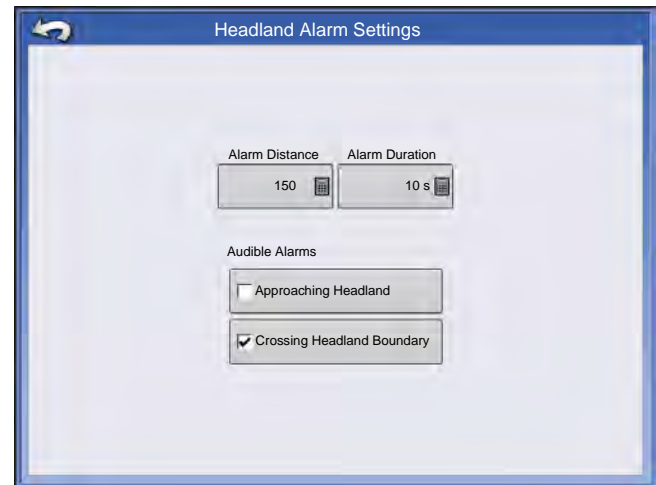 Headland Alarm Settings
Alarm Distance Alarm Duration
150 10 s
Audible Alarms
Approaching Headland
Crossing Headland Boundary